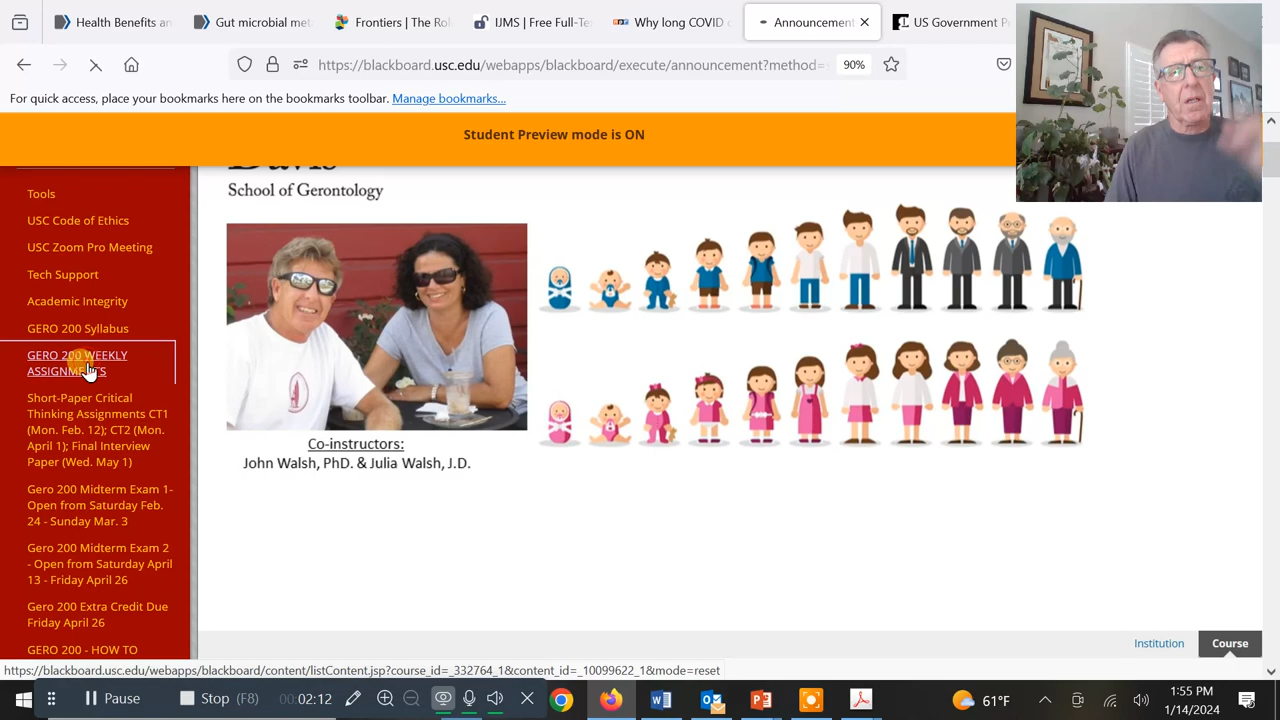 Health Benefits an
Gut microbial met
Frontiers | The Ro
IJMS | Free Full-Te
Why long COVID c
Announcement
US Government P
https://blackboard.usc.edu/webapps/blackboard/execute/announcement?method=
90%
For quick access, place your bookmarks here on the bookmarks toolbar. Manage bookmarks...
Student Preview mode is ON
School of Gerontology
Tools
USC Code of Ethics
USC Zoom Pro Meeting
Tech Support
Academic Integrity
GERO 200 Syllabus
GERO 200 WEEKLY
ASSIGNMENTS
Short-Paper Critical
Thinking Assignments CT1
(Mon. Feb. 12); CT2 (Mon.
April 1); Final Interview
Paper (Wed. May 1)
Gero 200 Midterm Exam 1-
Open from Saturday Feb.
24 - Sunday Mar. 3
Gero 200 Midterm Exam 2
- Open from Saturday April
13 - Friday April 26
Gero 200 Extra Credit Due
Friday April 26
GERO 200 - HOW TO
Co-instructors:
John Walsh, PhD. & Julia Walsh, J.D.
Institution
Course
https://blackboard.usc.edu/webapps/blackboard/content/listContent.jsp?course_id=_332764_1&content_id=_10099622_1&mode=reset
Pause
Stop (F8)
00:02:12
61°F
1:55 PM
1/14/2024